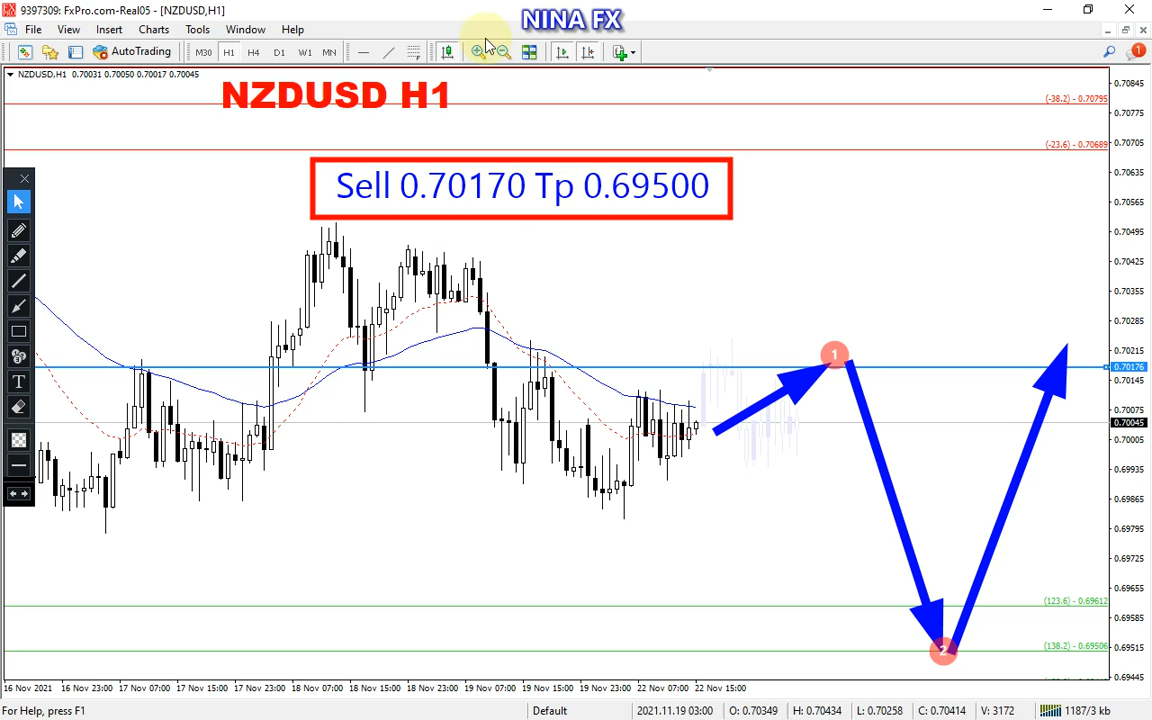 9397309: FxPro.com-Real05 - [NZDUSD,H1]
NINA FX
File View Insert Charts Tools Window Help
AutoTrading M30 H1 H4 D1 W1 MN
1
NZDUSD,H1 0.70031 0.70050 0.70017 0.70045
NZDUSD H1
Sell 0.70170 Tp 0.69500
(-38.2) - 0.70795
(-23.6) - 0.70689
(123.6) - 0.69612
(138.2) - 0.69506
1
2
T
0.70845
0.70775
0.70705
0.70635
0.70565
0.70495
0.70425
0.70355
0.70285
0.70215
0.70176
0.70145
0.70075
0.70045
0.70005
0.69935
0.69865
0.69795
0.69725
0.69655
0.69585
0.69515
0.69445
16 Nov 2021 16 Nov 23:00 17 Nov 07:00 17 Nov 15:00 17 Nov 23:00 18 Nov 07:00 18 Nov 15:00 18 Nov 23:00 19 Nov 07:00 19 Nov 15:00 19 Nov 23:00 22 Nov 07:00 22 Nov 15:00
For Help, press F1 Default 2021.11.19 03:00 O: 0.70349 H: 0.70434 L: 0.70258 C: 0.70414 V: 3172 1187/3 kb